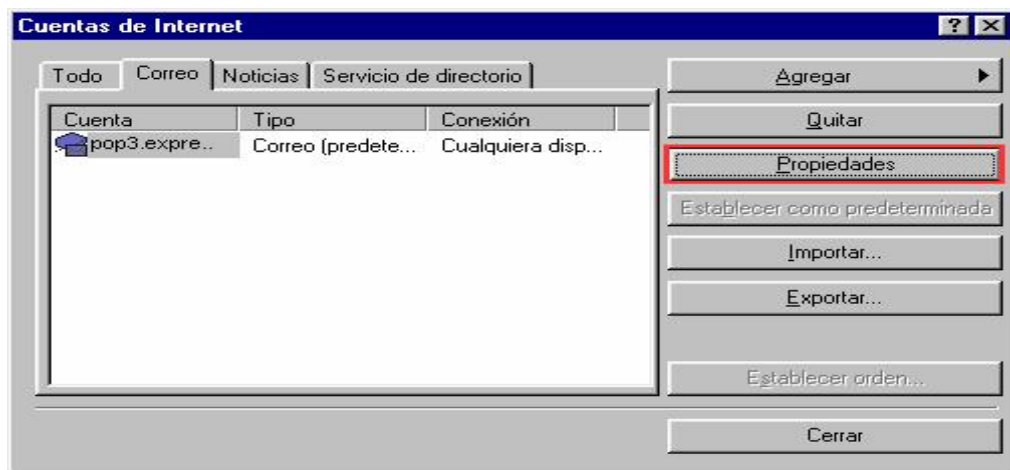 Cuentas de Internet
Todo Correo Noticias Servicio de directorio
Cuenta Tipo Conexión
pop3.expre.. Correo (predete... Cualquiera disp...
Agregar
Quitar
Propiedades
Establecer como predeterminada
Importar...
Exportar...
Establecer orden...
Cerrar